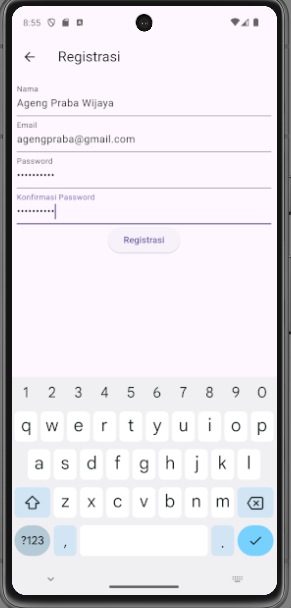 8:55
Registrasi
Nama
Ageng Praba Wijaya
Email
agengpraba@gmail.com
Password
••••••••••
Konfirmasi Password
••••••••••
Registrasi
1 2 3 4 5 6 7 8 9 0
q w e r t y u i o p
a s d f g h j k l
z x c v b n m
?123 , .